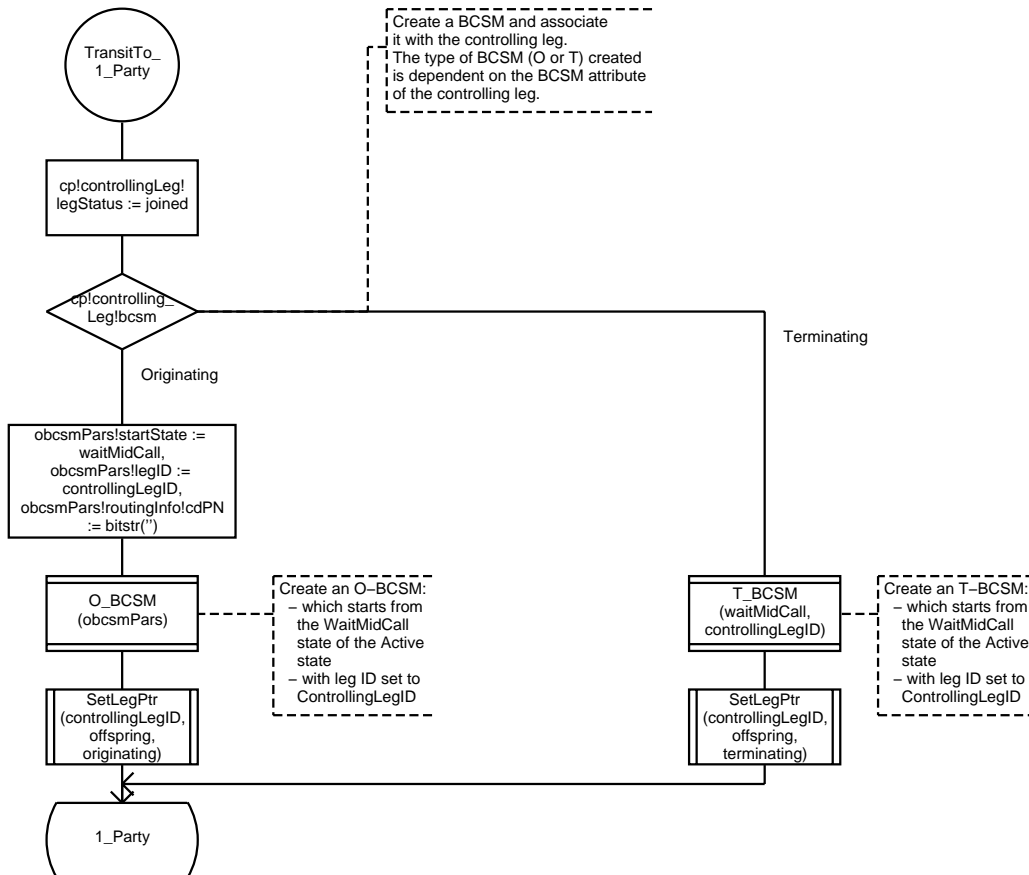 TransitTo_
1_Party
Create a BCSM and associate
it with the controlling leg.
The type of BCSM (O or T) created
is dependent on the BCSM attribute
of the controlling leg.
cp!controllingLeg!
legStatus := joined
cp!controlling_
Leg!bcsm
Terminating
Originating
obcsmPars!startState :=
waitMidCall,
obcsmPars!legID :=
controllingLegID,
obcsmPars!routingInfo!cdPN
:= bitstr('')
O_BCSM
(obcsmPars)
Create an O–BCSM:
– which starts from
the WaitMidCall
state of the Active
state
– with leg ID set to
ControllingLegID
T_BCSM
(waitMidCall,
controllingLegID)
Create an T–BCSM:
– which starts from
the WaitMidCall
state of the Active
state
– with leg ID set to
ControllingLegID
SetLegPtr
(controllingLegID,
offspring,
originating)
SetLegPtr
(controllingLegID,
offspring,
terminating)
1_Party